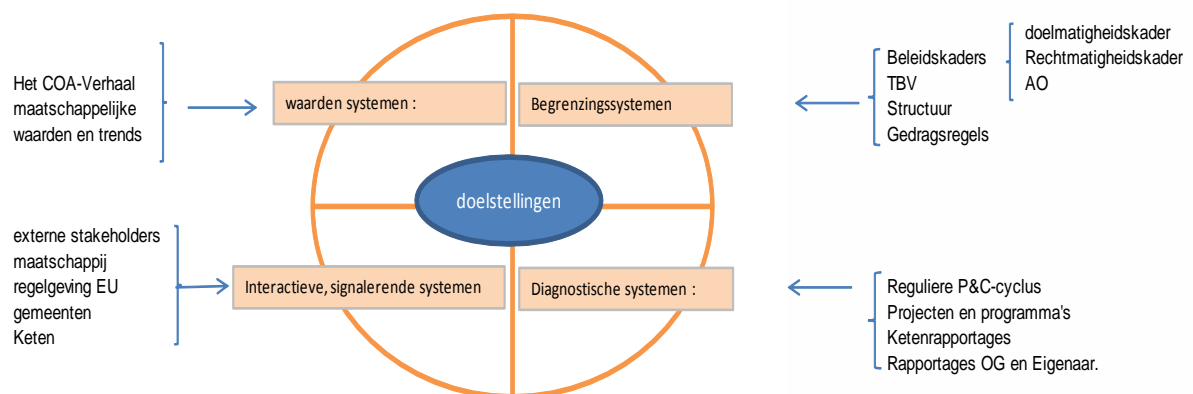 Het COA-Verhaal
maatschappelijke
waarden en trends
waarden systemen :
Begrenzingssystemen
Beleidskaders
TBV
Structuur
Gedragsregels
doelmatigheidskader
Rechtmatigheidskader
AO
doelstellingen
externe stakeholders
maatschappij
regelgeving EU
gemeenten
Keten
Interactieve, signalerende systemen
Diagnostische systemen :
Reguliere P&C-cyclus
Projecten en programma's
Ketenrapportages
Rapportages OG en Eigenaar.